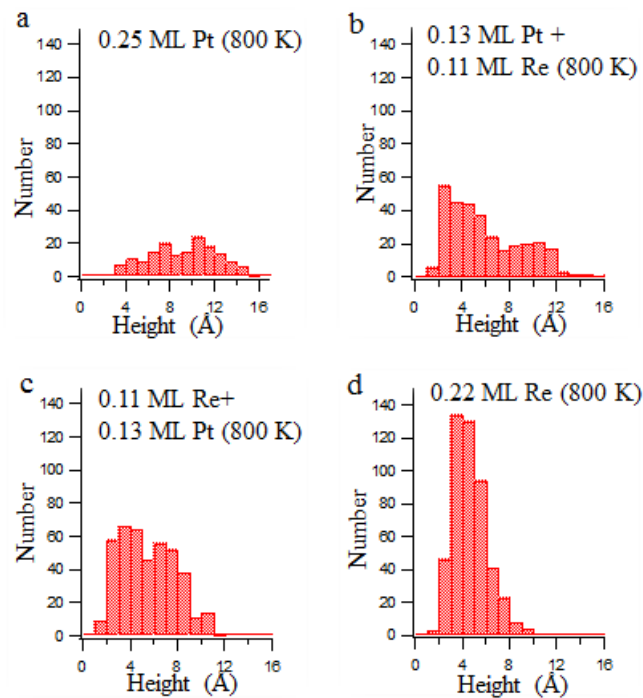 a
0.25 ML Pt (800 K)
140
120
100
80
60
40
20
0
Number
0 4 8 12 16
Height (Å)
b
0.13 ML Pt +
0.11 ML Re (800 K)
140
120
100
80
60
40
20
0
Number
0 4 8 12 16
Height (Å)
c
0.11 ML Re+
0.13 ML Pt (800 K)
140
120
100
80
60
40
20
0
Number
0 4 8 12 16
Height (Å)
d
0.22 ML Re (800 K)
140
120
100
80
60
40
20
0
Number
0 4 8 12 16
Height (Å)